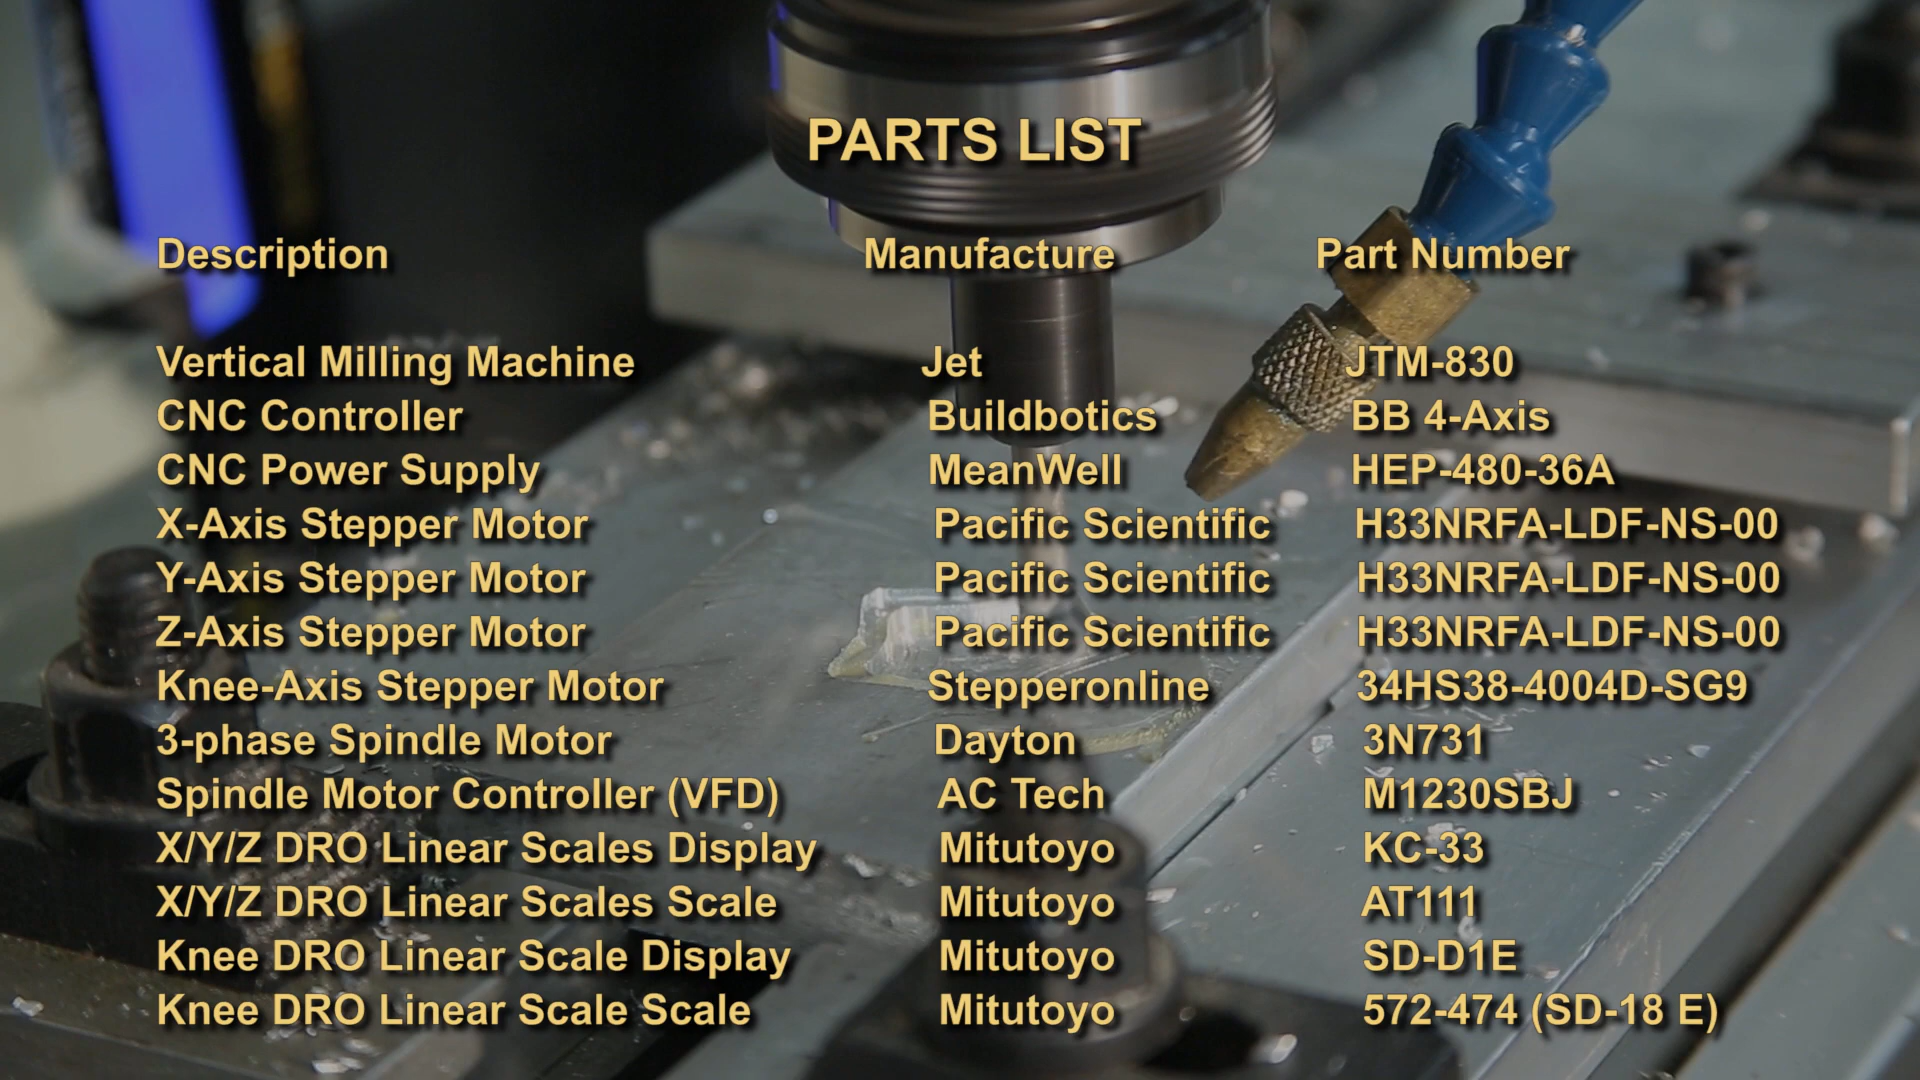 PARTS LIST
Description Manufacture Part Number
Vertical Milling Machine Jet JTM-830
CNC Controller Buildbotics BB 4-Axis
CNC Power Supply MeanWell HEP-480-36A
X-Axis Stepper Motor Pacific Scientific H33NRFA-LDF-NS-00
Y-Axis Stepper Motor Pacific Scientific H33NRFA-LDF-NS-00
Z-Axis Stepper Motor Pacific Scientific H33NRFA-LDF-NS-00
Knee-Axis Stepper Motor Stepperonline 34HS38-4004D-SG9
3-phase Spindle Motor Dayton 3N731
Spindle Motor Controller (VFD) AC Tech M1230SBJ
X/Y/Z DRO Linear Scales Display Mitutoyo KC-33
X/Y/Z DRO Linear Scales Scale Mitutoyo AT111
Knee DRO Linear Scale Display Mitutoyo SD-D1E
Knee DRO Linear Scale Scale Mitutoyo 572-474 (SD-18 E)